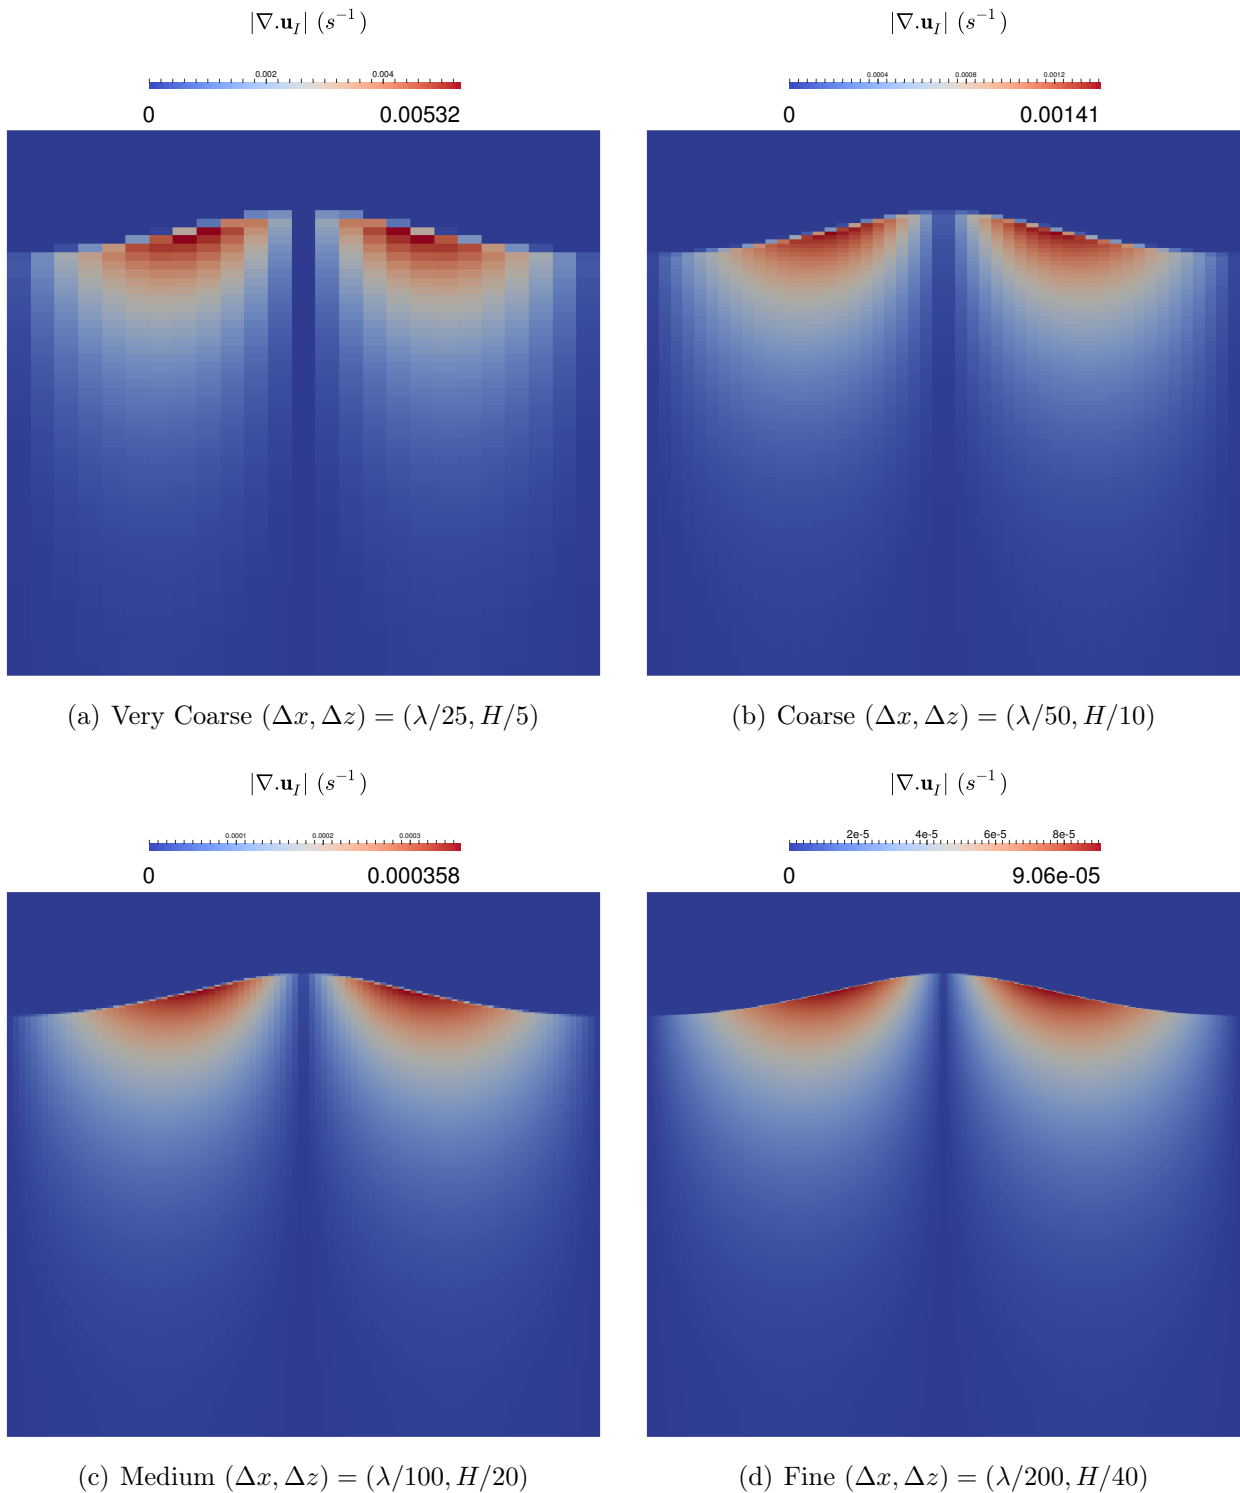 |∇.u_I| (s⁻¹)
0.002 0.004
0 0.00532
(a) Very Coarse (Δx, Δz) = (λ/25, H/5)
|∇.u_I| (s⁻¹)
0.0004 0.0008 0.0012
0 0.00141
(b) Coarse (Δx, Δz) = (λ/50, H/10)
|∇.u_I| (s⁻¹)
0.0001 0.0002 0.0003
0 0.000358
(c) Medium (Δx, Δz) = (λ/100, H/20)
|∇.u_I| (s⁻¹)
2e-5 4e-5 6e-5 8e-5
0 9.06e-05
(d) Fine (Δx, Δz) = (λ/200, H/40)